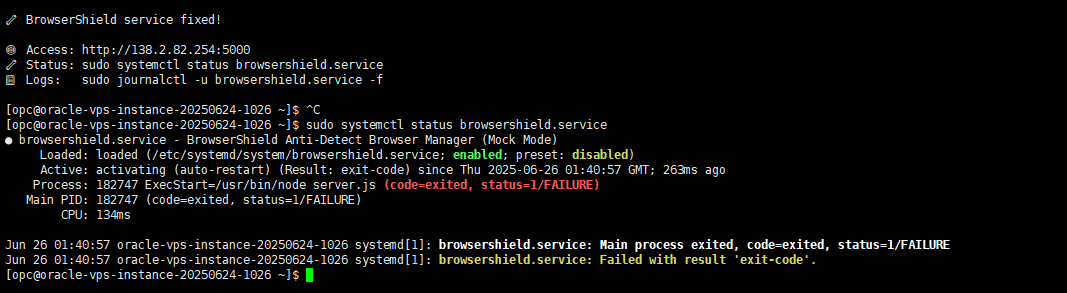 BrowserShield service fixed!
Access: http://138.2.82.254:5000
Status: sudo systemctl status browsershield.service
Logs:   sudo journalctl -u browsershield.service -f
[opc@oracle-vps-instance-20250624-1026 ~]$ ^C
[opc@oracle-vps-instance-20250624-1026 ~]$ sudo systemctl status browsershield.service
● browsershield.service - BrowserShield Anti-Detect Browser Manager (Mock Mode)
Loaded: loaded (/etc/systemd/system/browsershield.service; enabled; preset: disabled)
Active: activating (auto-restart) (Result: exit-code) since Thu 2025-06-26 01:40:57 GMT; 263ms ago
Process: 182747 ExecStart=/usr/bin/node server.js (code=exited, status=1/FAILURE)
Main PID: 182747 (code=exited, status=1/FAILURE)
CPU: 134ms
Jun 26 01:40:57 oracle-vps-instance-20250624-1026 systemd[1]: browsershield.service: Main process exited, code=exited, status=1/FAILURE
Jun 26 01:40:57 oracle-vps-instance-20250624-1026 systemd[1]: browsershield.service: Failed with result 'exit-code'.
[opc@oracle-vps-instance-20250624-1026 ~]$